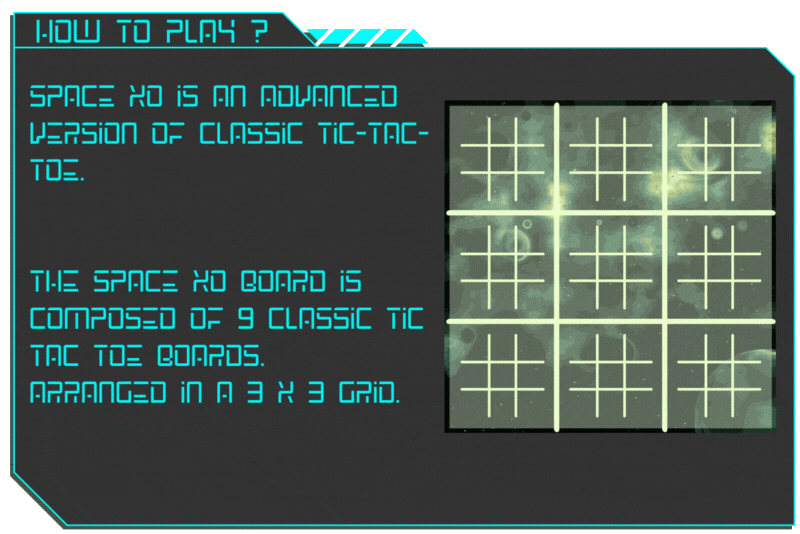 HOW TO PLAY ?
SPACE XO iS AN ADVANCED
VERSiON OF CLASSiC TiC-TAC-
TOE.
THE SPACE XO BOARD iS
COMPOSED OF 9 CLASSiC TiC
TAC TOE BOARDS.
ARRANGED iN A 3 X 3 GRiD.